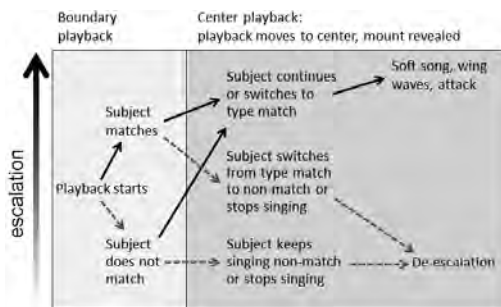 Boundary
playback
Center playback:
playback moves to center, mount revealed
escalation
Playback starts
Subject
matches
Subject
does not
match
Subject continues
or switches to
type match
Subject switches
from type match
to non-match or
stops singing
Subject keeps
singing non-match
or stops singing
Soft song, wing
waves, attack
De-escalation